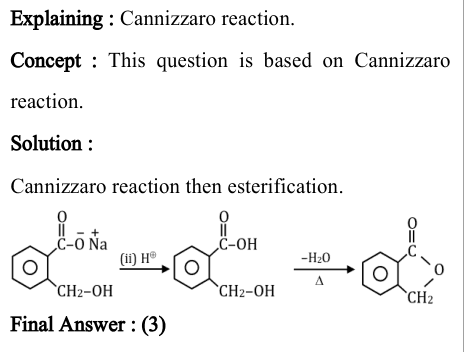 Explaining : Cannizzaro reaction.
Concept : This question is based on Cannizzaro
reaction.
Solution :
Cannizzaro reaction then esterification.
O O O
C–O⁻ Na⁺ (ii) H⊕ C–OH –H₂O Δ C O
CH₂–OH CH₂–OH CH₂
Final Answer : (3)